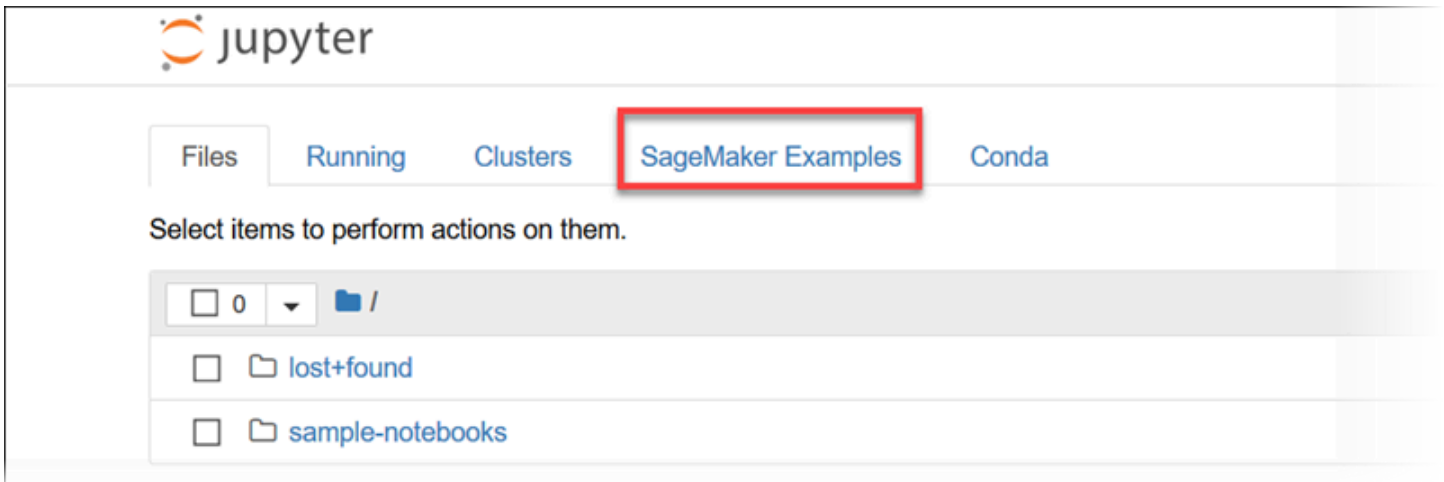 jupyter
Files Running Clusters SageMaker Examples Conda
Select items to perform actions on them.
0 /
lost+found
sample-notebooks